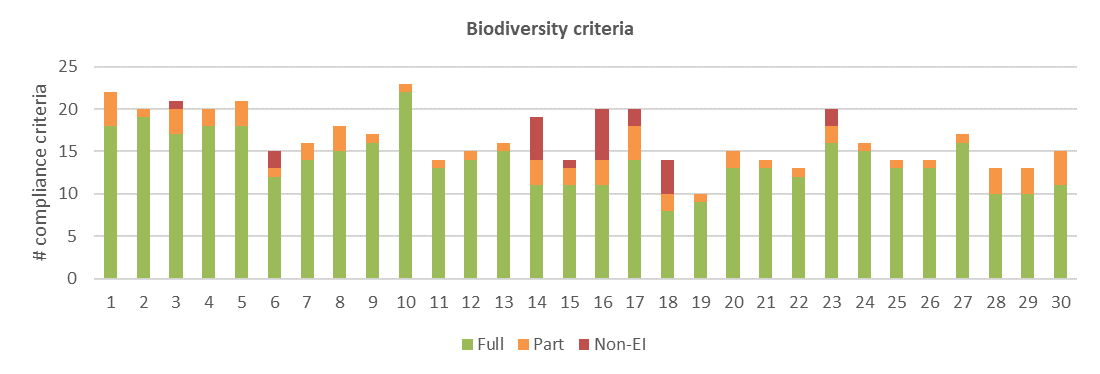 Biodiversity criteria
# compliance criteria
25
20
15
10
5
0
1 2 3 4 5 6 7 8 9 10 11 12 13 14 15 16 17 18 19 20 21 22 23 24 25 26 27 28 29 30
Full Part Non-EI